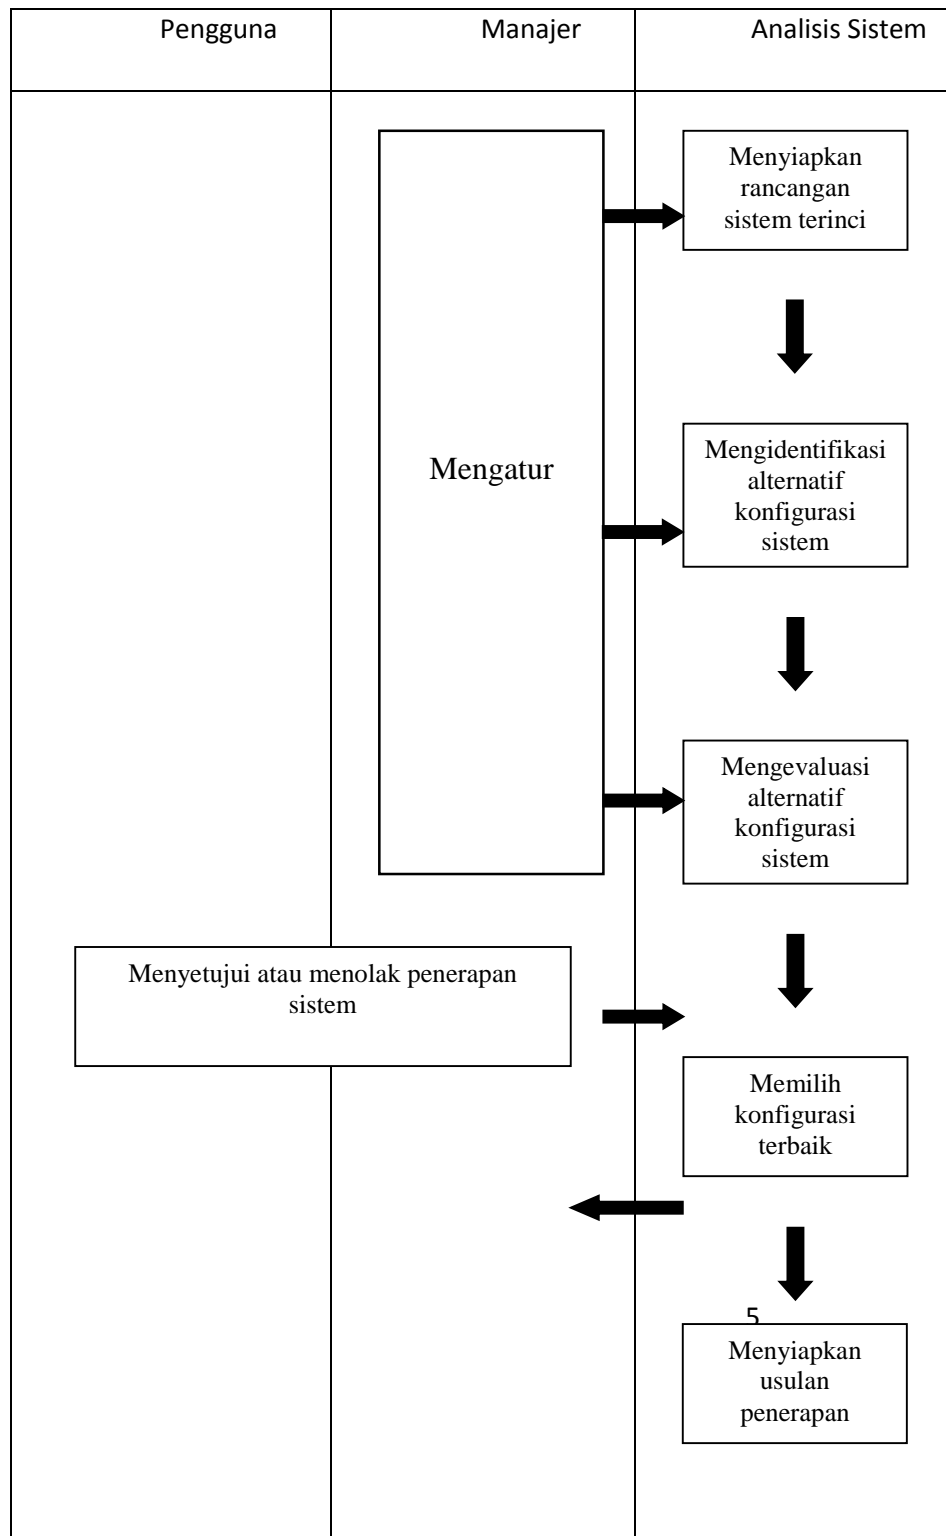 Pengguna
Manajer
Analisis Sistem
Menyiapkan
rancangan
sistem terinci
Mengatur
Mengidentifikasi
alternatif
konfigurasi
sistem
Mengevaluasi
alternatif
konfigurasi
sistem
Menyetujui atau menolak penerapan
sistem
Memilih
konfigurasi
terbaik
5
Menyiapkan
usulan
penerapan